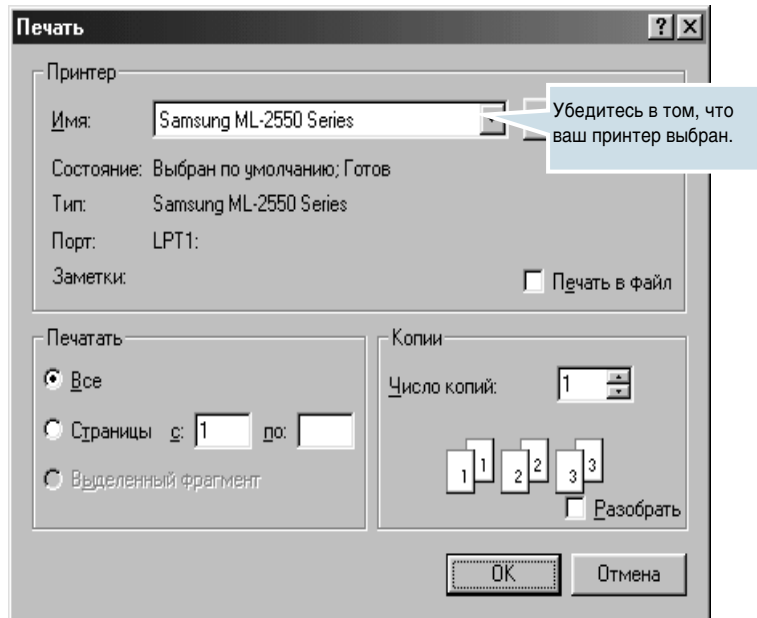 Печать
Принтер
Имя: Samsung ML-2550 Series
Убедитесь в том, что
ваш принтер выбран.
Состояние: Выбран по умолчанию; Готов
Тип: Samsung ML-2550 Series
Порт: LPT1:
Заметки:
Печать в файл
Печатать
Все
Страницы с: 1 по:
Выделенный фрагмент
Копии
Число копий: 1
1 1 2 2 3 3
Разобрать
OK Отмена